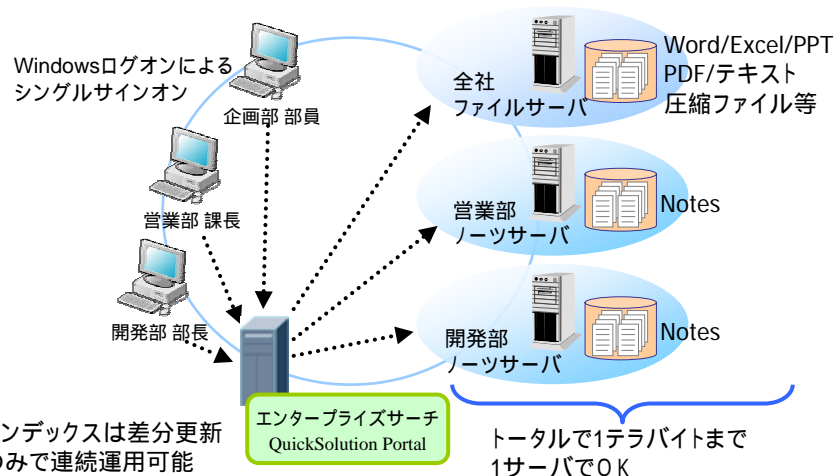 Windowsログオンによる
シングルサインオン
企画部 部員
営業部 課長
開発部 部長
全社
ファイルサーバ
Word/Excel/PPT
PDF/テキスト
圧縮ファイル等
営業部
ノーツサーバ
Notes
開発部
ノーツサーバ
Notes
エンタープライズサーチ
QuickSolution Portal
ンデックスは差分更新
のみで連続運用可能
トータルで1テラバイトまで
1サーバでOK